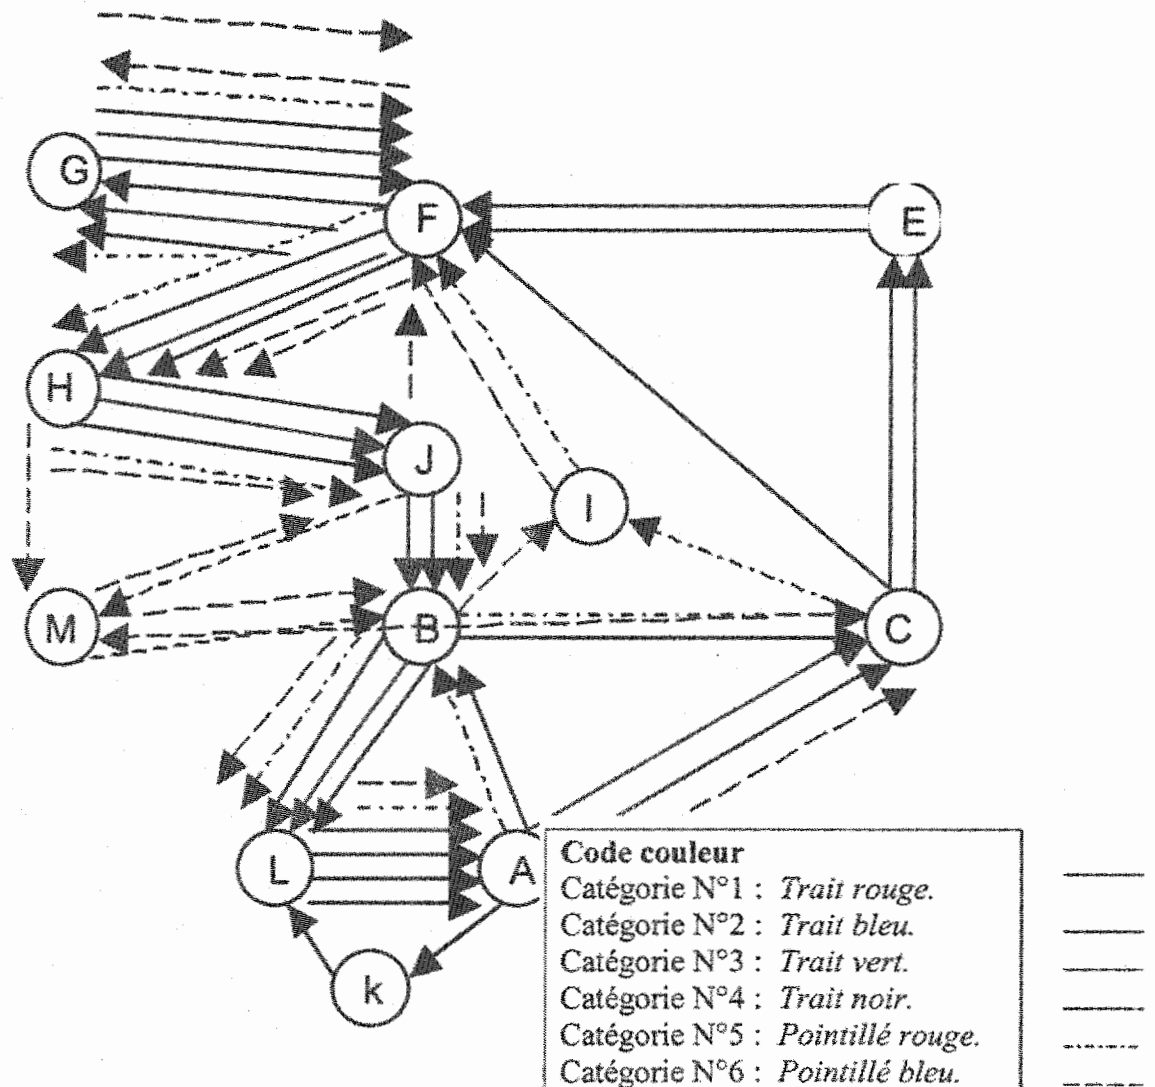 G
F
E
H
J
I
M
B
C
L
A
k
Code couleur
Catégorie N°1 : Trait rouge.
Catégorie N°2 : Trait bleu.
Catégorie N°3 : Trait vert.
Catégorie N°4 : Trait noir.
Catégorie N°5 : Pointillé rouge.
Catégorie N°6 : Pointillé bleu.